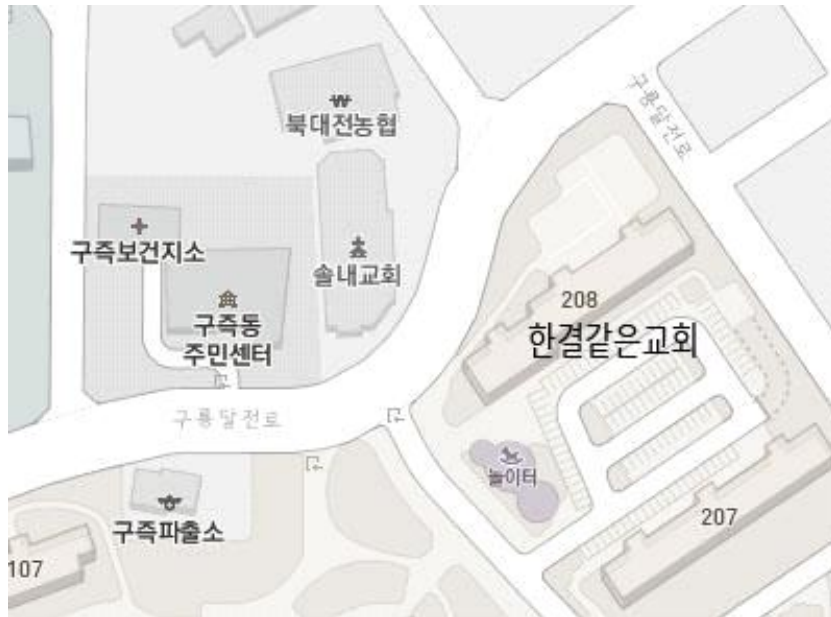 북대전농협
구룡달전로
구즉보건지소
솔내교회
구즉동
주민센터
208
한결같은교회
구룡달전로
놀이터
구즉파출소
207
107